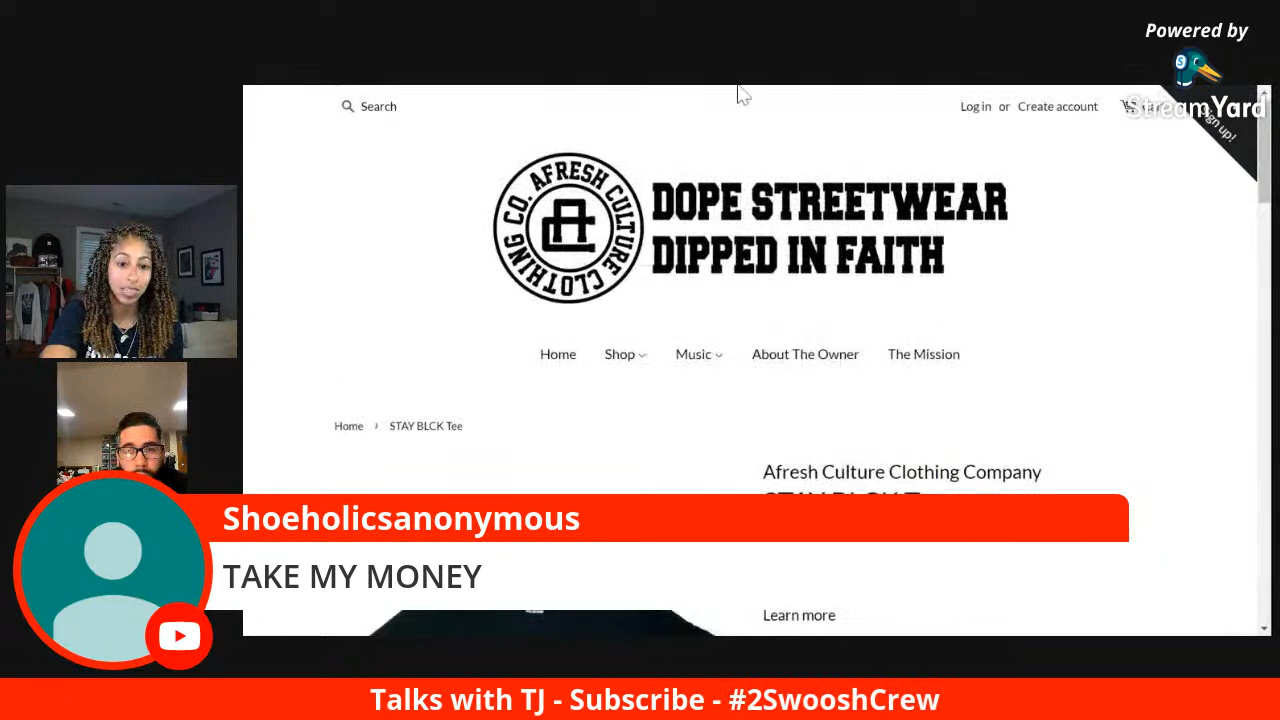 Powered by
StreamYard
Search
Log in or Create account
Sign up!
AFRESH CULTURE CLOTHING CO.
DOPE STREETWEAR
DIPPED IN FAITH
Home Shop Music About The Owner The Mission
Home › STAY BLCK Tee
Afresh Culture Clothing Company
Shoeholicsanonymous
TAKE MY MONEY
Learn more
Talks with TJ - Subscribe - #2SwooshCrew